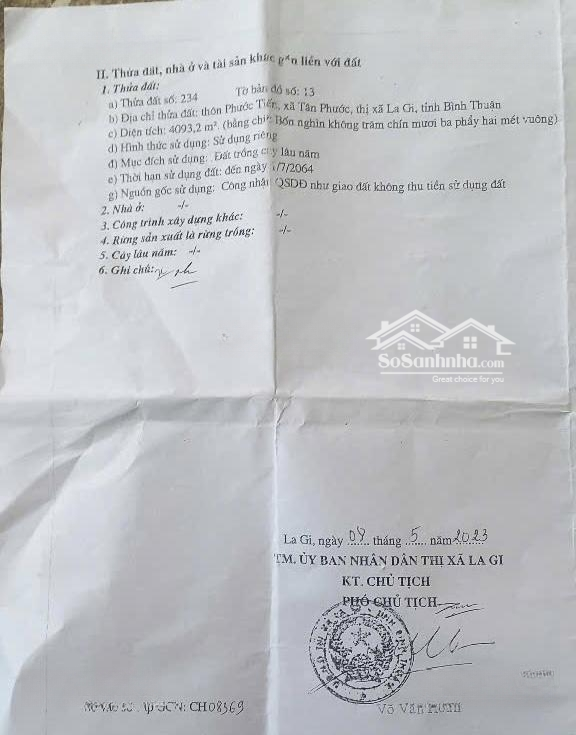 II. Thửa đất, nhà ở và tài sản khác gắn liền với đất
1. Thửa đất:
a) Thửa đất số: 234 Tờ bản đồ số: 13
b) Địa chỉ thửa đất: thôn Phước Tiến, xã Tân Phước, thị xã La Gi, tỉnh Bình Thuận
c) Diện tích: 4093,2 m². (bằng chữ: Bốn nghìn không trăm chín mươi ba phẩy hai mét vuông)
d) Hình thức sử dụng: Sử dụng riêng
đ) Mục đích sử dụng: Đất trồng cây lâu năm
e) Thời hạn sử dụng đất: đến ngày /7/2064
g) Nguồn gốc sử dụng: Công nhận QSDĐ như giao đất không thu tiền sử dụng đất
2. Nhà ở: -/-
3. Công trình xây dựng khác: -/-
4. Rừng sản xuất là rừng trồng: -/-
5. Cây lâu năm: -/-
6. Ghi chú:
SoSanhnha.com
Great choice for you
La Gi, ngày 04 tháng 5 năm 2023
TM. ỦY BAN NHÂN DÂN THỊ XÃ LA GI
KT. CHỦ TỊCH
PHÓ CHỦ TỊCH
GCN: CH08369
Võ Văn